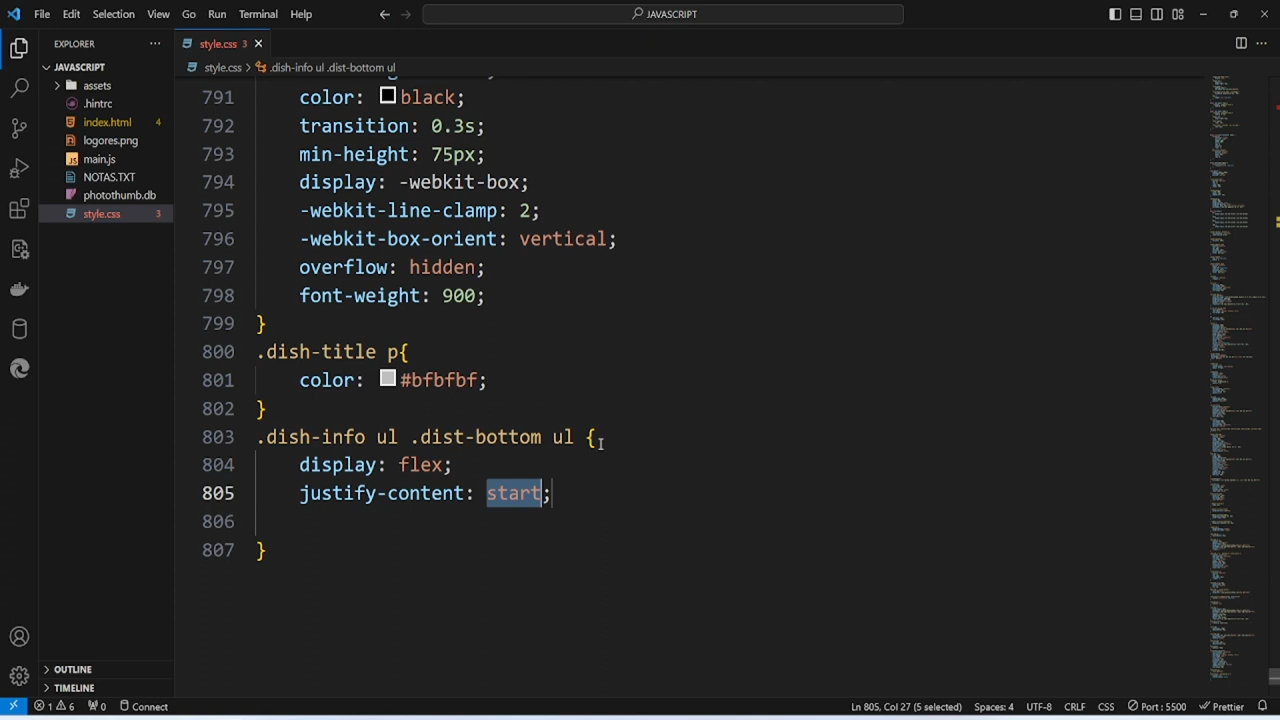 File Edit Selection View Go Run Terminal Help
JAVASCRIPT
EXPLORER
style.css 3
JAVASCRIPT
style.css > .dish-info ul .dist-bottom ul
assets
.hintrc
index.html 4
logores.png
main.js
NOTAS.TXT
photothumb.db
style.css 3
791 color: black;
792 transition: 0.3s;
793 min-height: 75px;
794 display: -webkit-box;
795 -webkit-line-clamp: 2;
796 -webkit-box-orient: vertical;
797 overflow: hidden;
798 font-weight: 900;
799 }
800 .dish-title p{
801 color: #bfbfbf;
802 }
803 .dish-info ul .dist-bottom ul {
804 display: flex;
805 justify-content: start;
806
807 }
OUTLINE
TIMELINE
1 6 0 Connect Ln 805, Col 27 (5 selected) Spaces: 4 UTF-8 CRLF CSS Port : 5500 Prettier